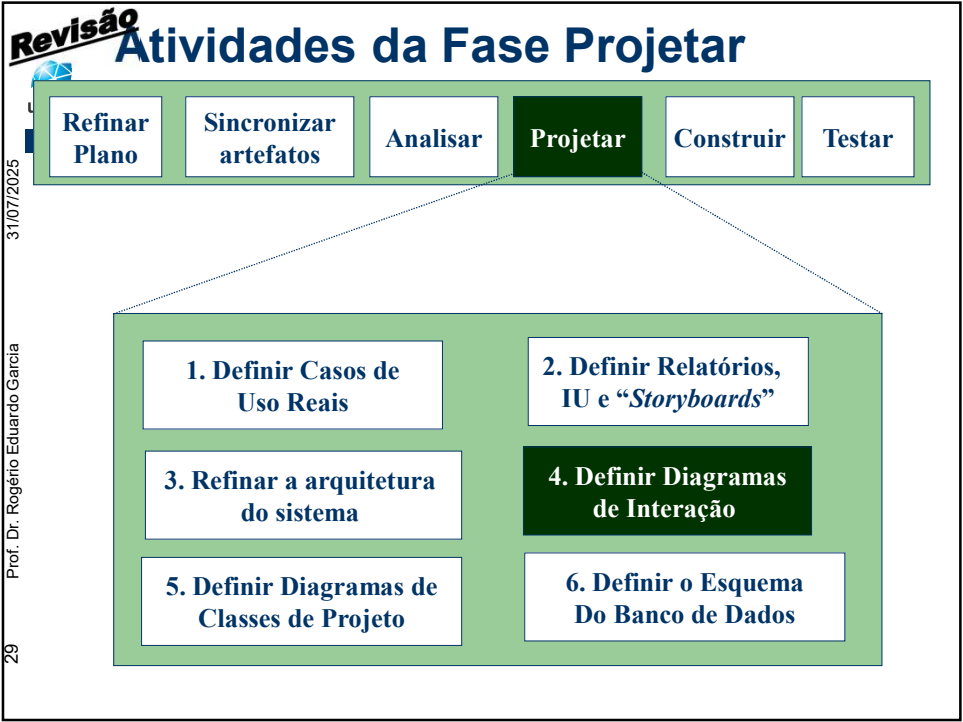 Revisão
Atividades da Fase Projetar
Refinar
Plano
Sincronizar
artefatos
Analisar
Projetar
Construir
Testar
1. Definir Casos de
Uso Reais
2. Definir Relatórios,
IU e “Storyboards”
3. Refinar a arquitetura
do sistema
4. Definir Diagramas
de Interação
5. Definir Diagramas de
Classes de Projeto
6. Definir o Esquema
Do Banco de Dados
31/07/2025
Prof. Dr. Rogério Eduardo Garcia
29